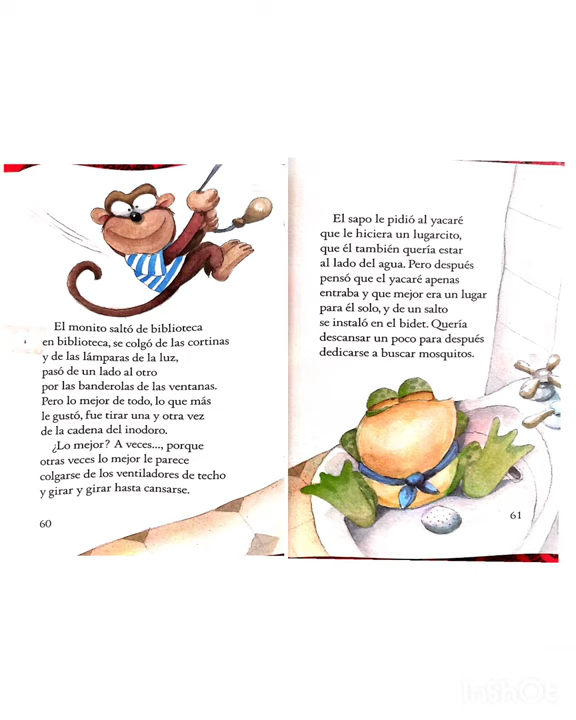 El monito saltó de biblioteca
en biblioteca, se colgó de las cortinas
y de las lámparas de la luz,
pasó de un lado al otro
por las banderolas de las ventanas.
Pero lo mejor de todo, lo que más
le gustó, fue tirar una y otra vez
de la cadena del inodoro.
¿Lo mejor? A veces..., porque
otras veces lo mejor le parece
colgarse de los ventiladores de techo
y girar y girar hasta cansarse.
60
El sapo le pidió al yacaré
que le hiciera un lugarcito,
que él también quería estar
al lado del agua. Pero después
pensó que el yacaré apenas
entraba y que mejor era un lugar
para él solo, y de un salto
se instaló en el bidet. Quería
descansar un poco para después
dedicarse a buscar mosquitos.
61
InShOt